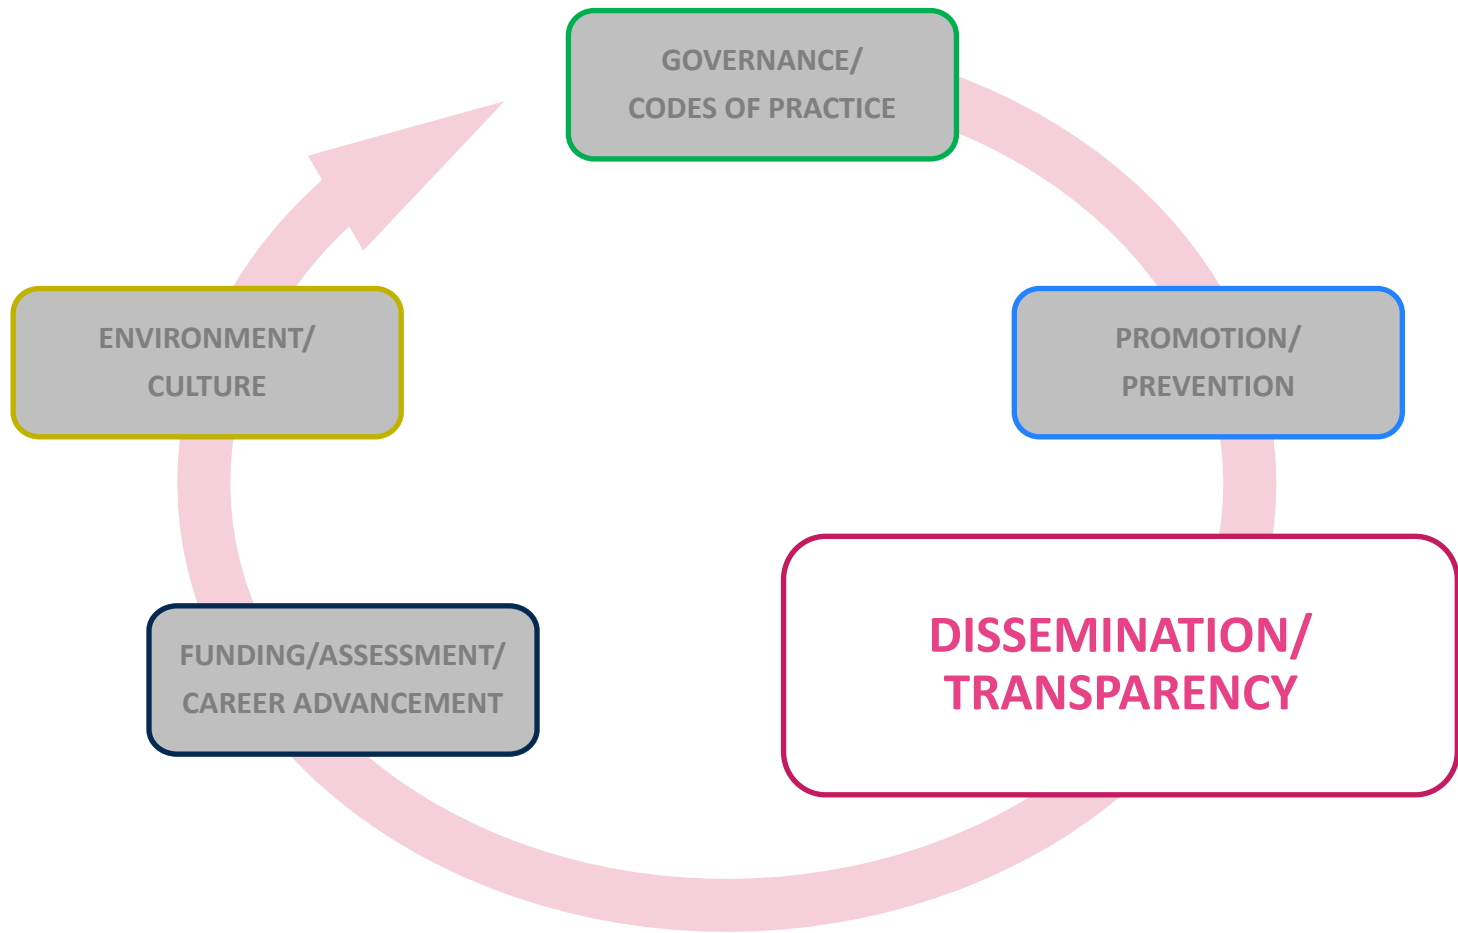 GOVERNANCE/
CODES OF PRACTICE
ENVIRONMENT/
CULTURE
PROMOTION/
PREVENTION
DISSEMINATION/
TRANSPARENCY
FUNDING/ASSESSMENT/
CAREER ADVANCEMENT